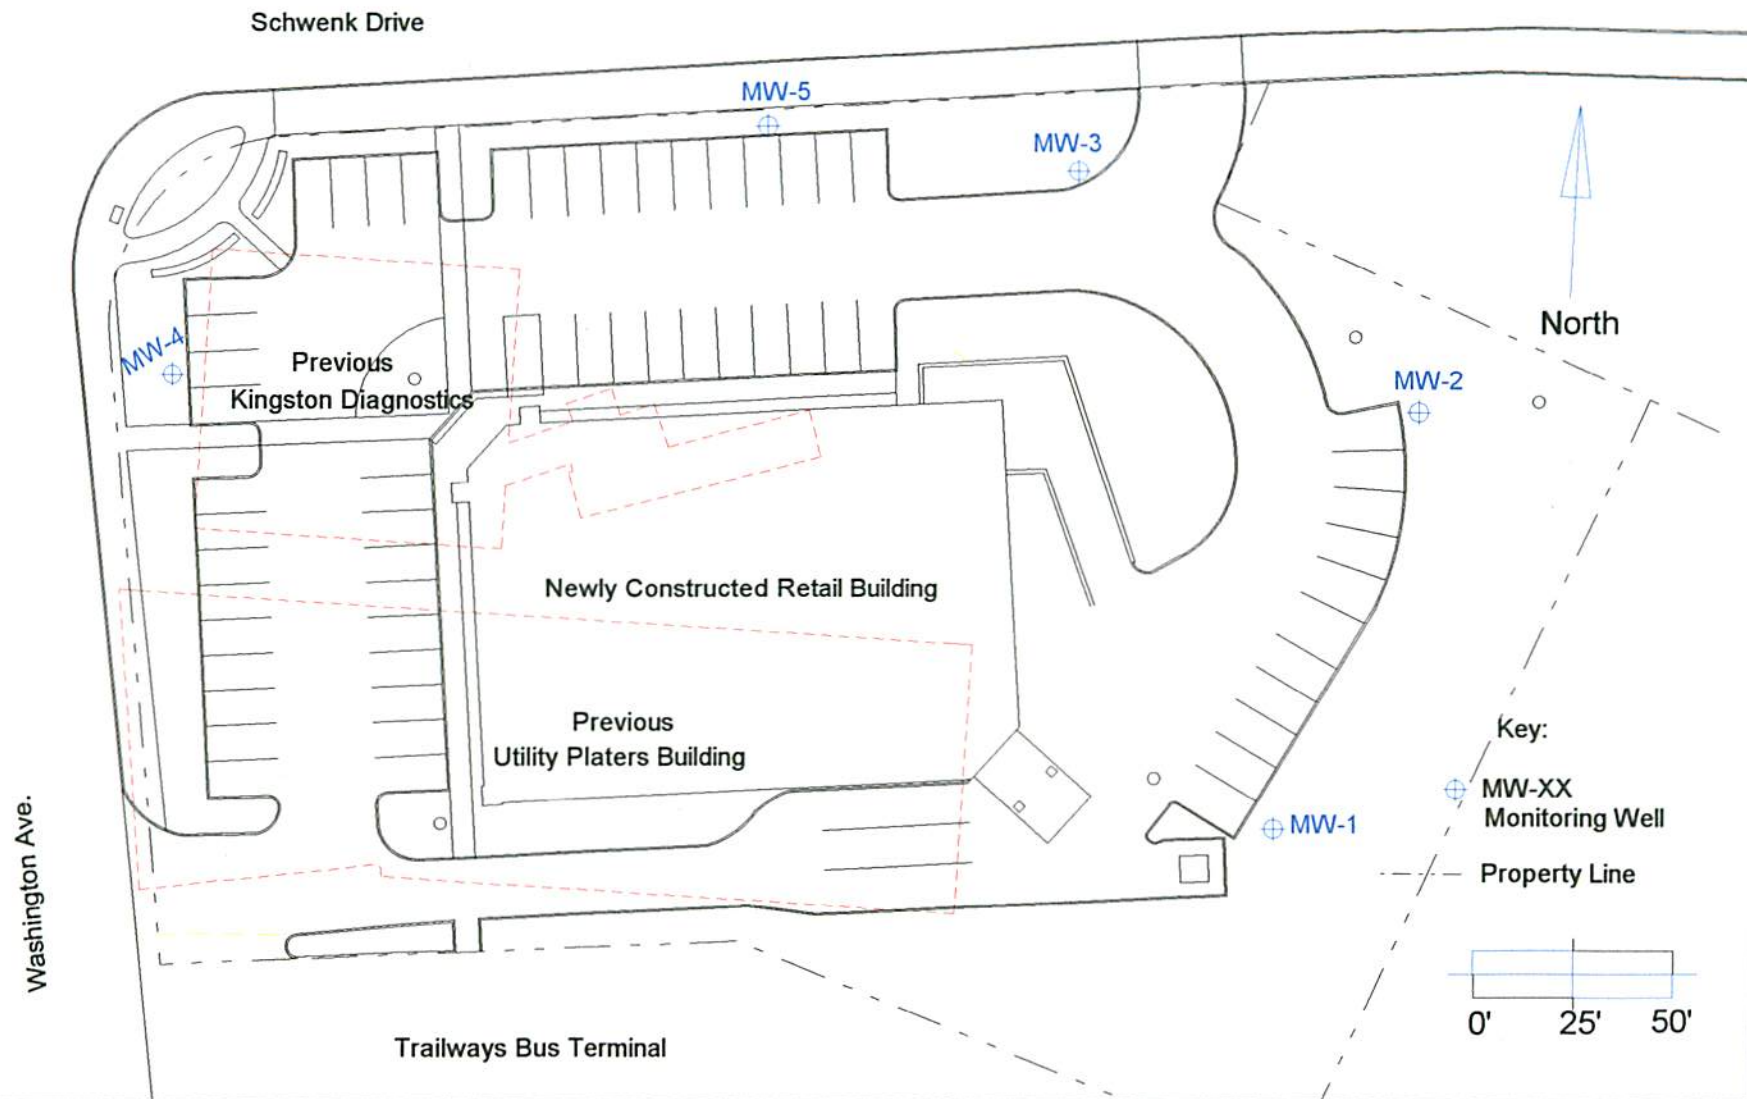 Schwenk Drive
MW-5
MW-3
MW-4
North
Previous
Kingston Diagnostics
MW-2
Newly Constructed Retail Building
Previous
Utility Platers Building
Key:
MW-XX
Monitoring Well
MW-1
Property Line
Washington Ave.
0' 25' 50'
Trailways Bus Terminal